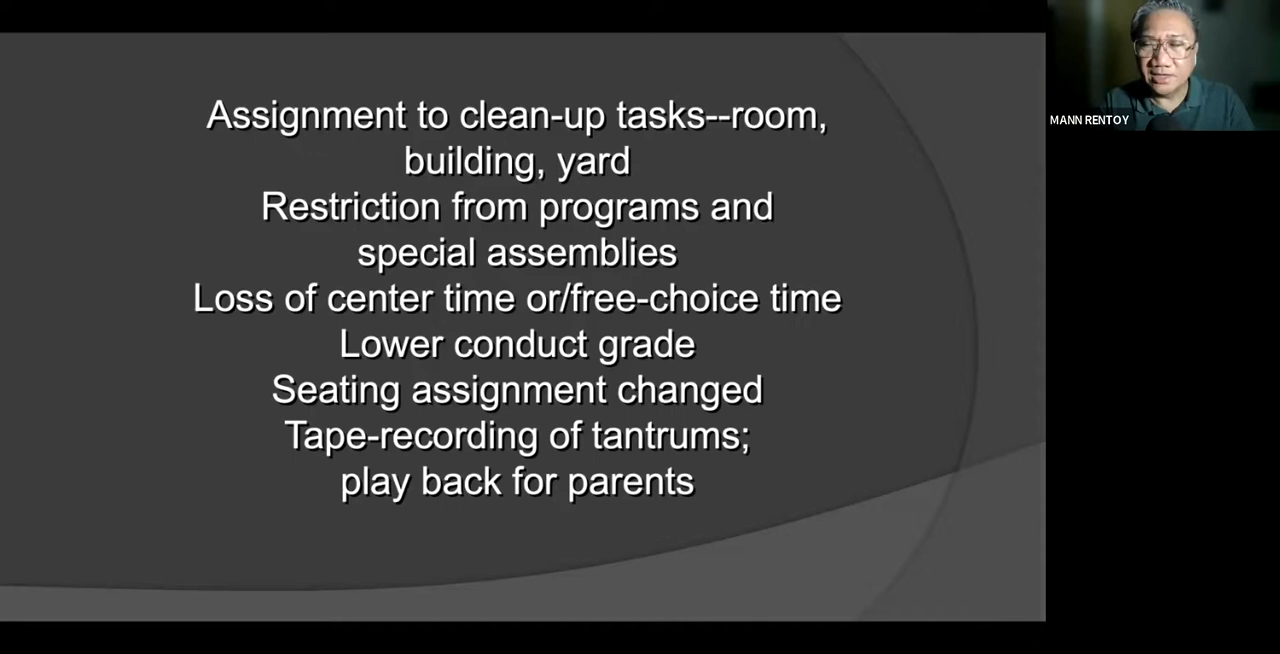 Assignment to clean-up tasks--room,
building, yard
Restriction from programs and
special assemblies
Loss of center time or/free-choice time
Lower conduct grade
Seating assignment changed
Tape-recording of tantrums;
play back for parents
MANN RENTOY